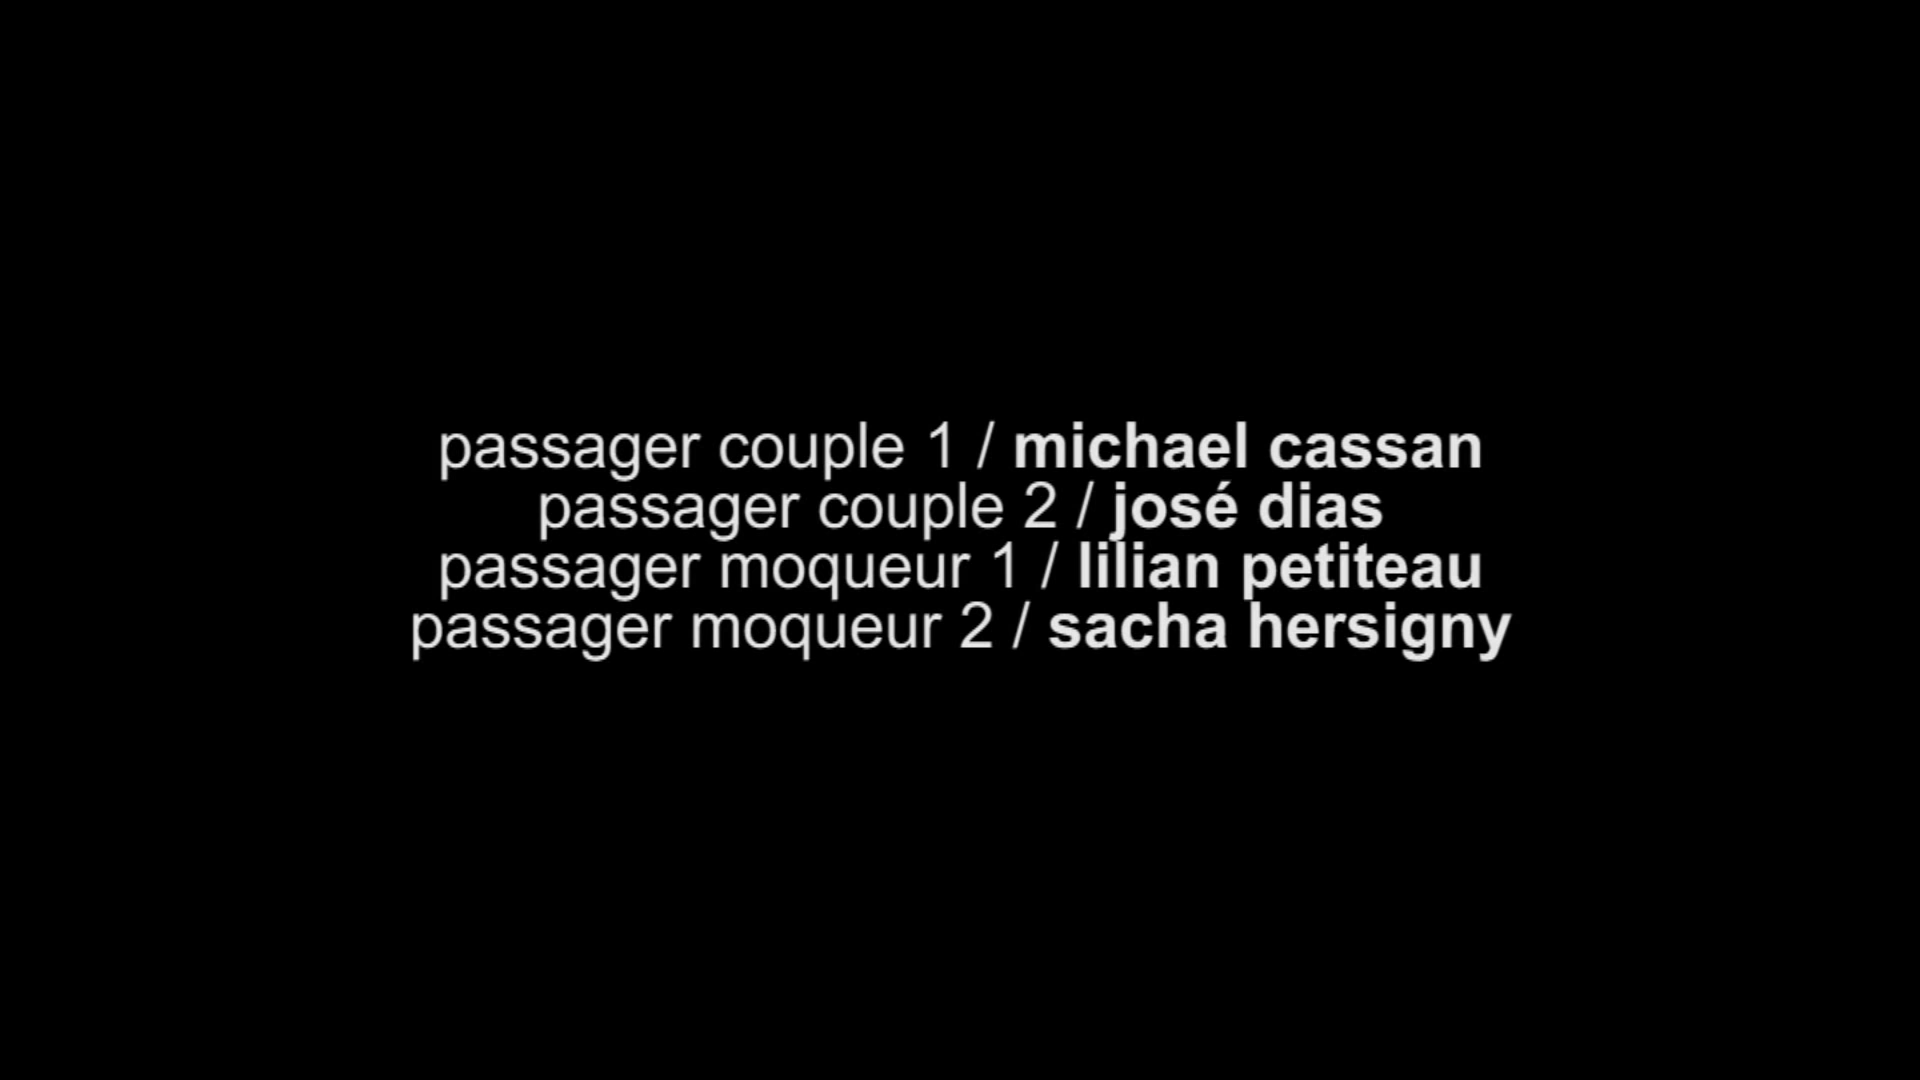 passager couple 1 / michael cassan
passager couple 2 / josé dias
passager moqueur 1 / lilian petiteau
passager moqueur 2 / sacha hersigny